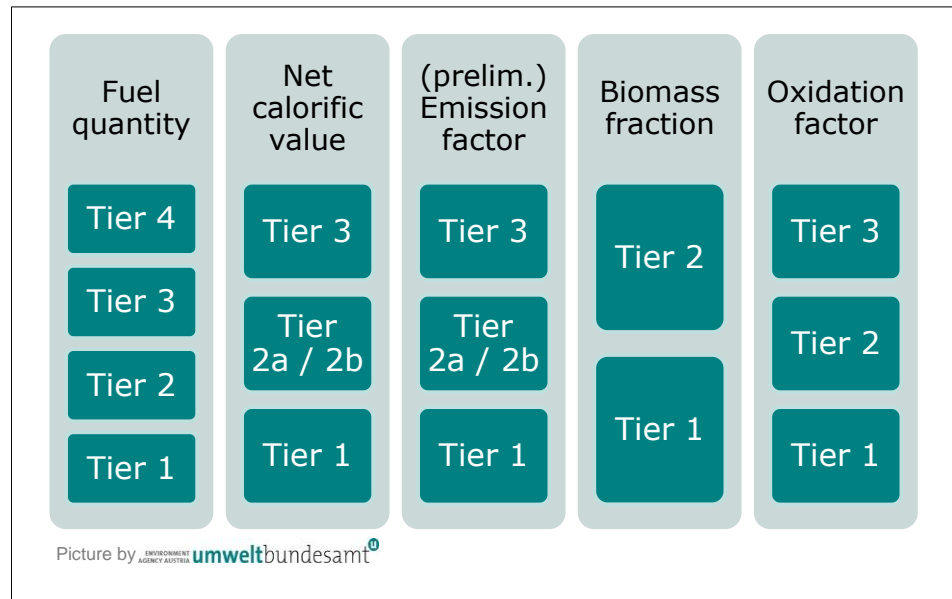 Fuel
quantity
Tier 4
Tier 3
Tier 2
Tier 1
Net
calorific
value
Tier 3
Tier
2a / 2b
Tier 1
(prelim.)
Emission
factor
Tier 3
Tier
2a / 2b
Tier 1
Biomass
fraction
Tier 2
Tier 1
Oxidation
factor
Tier 3
Tier 2
Tier 1
Picture by ENVIRONMENT AGENCY AUSTRIA umweltbundesamt u